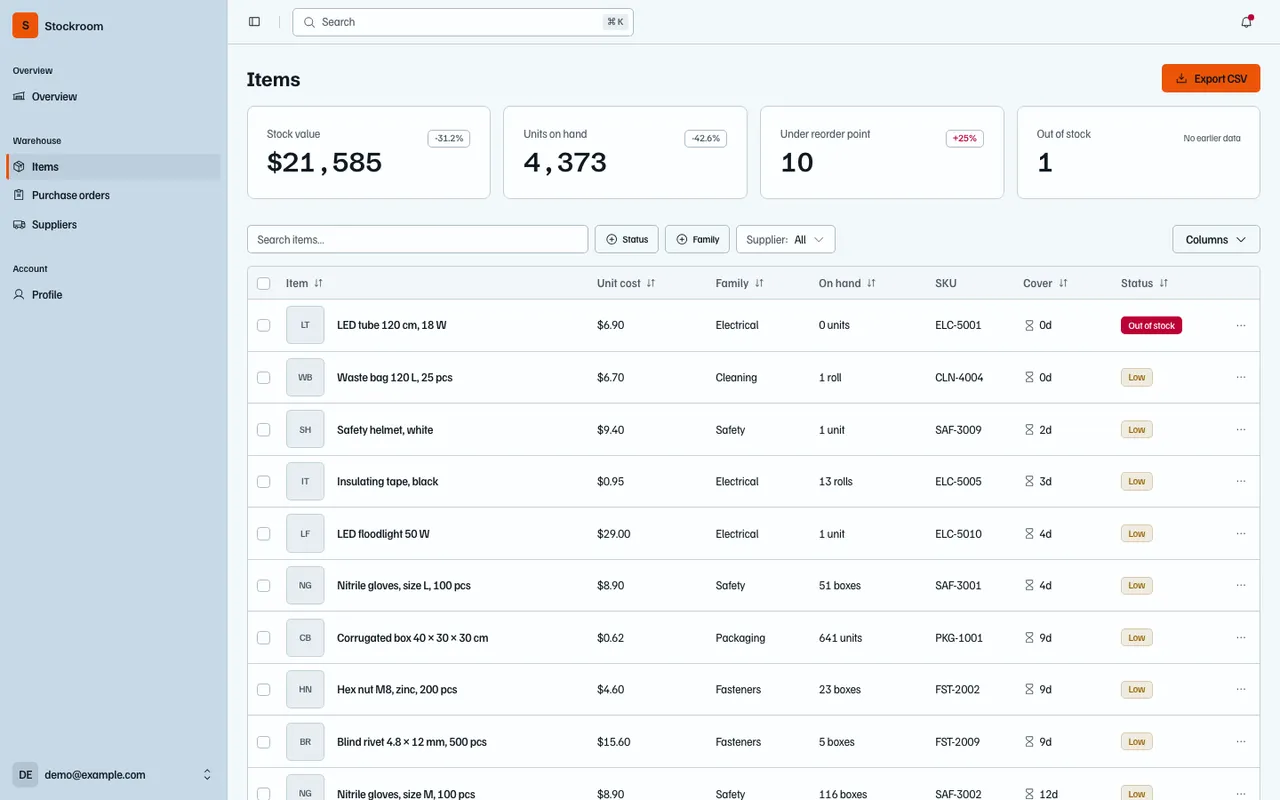 S Stockroom
Search ⌘ K
Overview
Overview
Warehouse
Items
Purchase orders
Suppliers
Account
Profile
DE demo@example.com
Items
Export CSV
Stock value -31.2%
$21,585
Units on hand -42.6%
4,373
Under reorder point +25%
10
Out of stock No earlier data
1
Search items...
Status
Family
Supplier: All
Columns
Item Unit cost Family On hand SKU Cover Status
LT LED tube 120 cm, 18 W $6.90 Electrical 0 units ELC-5001 0d Out of stock
WB Waste bag 120 L, 25 pcs $6.70 Cleaning 1 roll CLN-4004 0d Low
SH Safety helmet, white $9.40 Safety 1 unit SAF-3009 2d Low
IT Insulating tape, black $0.95 Electrical 13 rolls ELC-5005 3d Low
LF LED floodlight 50 W $29.00 Electrical 1 unit ELC-5010 4d Low
NG Nitrile gloves, size L, 100 pcs $8.90 Safety 51 boxes SAF-3001 4d Low
CB Corrugated box 40 × 30 × 30 cm $0.62 Packaging 641 units PKG-1001 9d Low
HN Hex nut M8, zinc, 200 pcs $4.60 Fasteners 23 boxes FST-2002 9d Low
BR Blind rivet 4.8 × 12 mm, 500 pcs $15.60 Fasteners 5 boxes FST-2009 9d Low
NG Nitrile gloves, size M, 100 pcs $8.90 Safety 116 boxes SAF-3002 12d Low